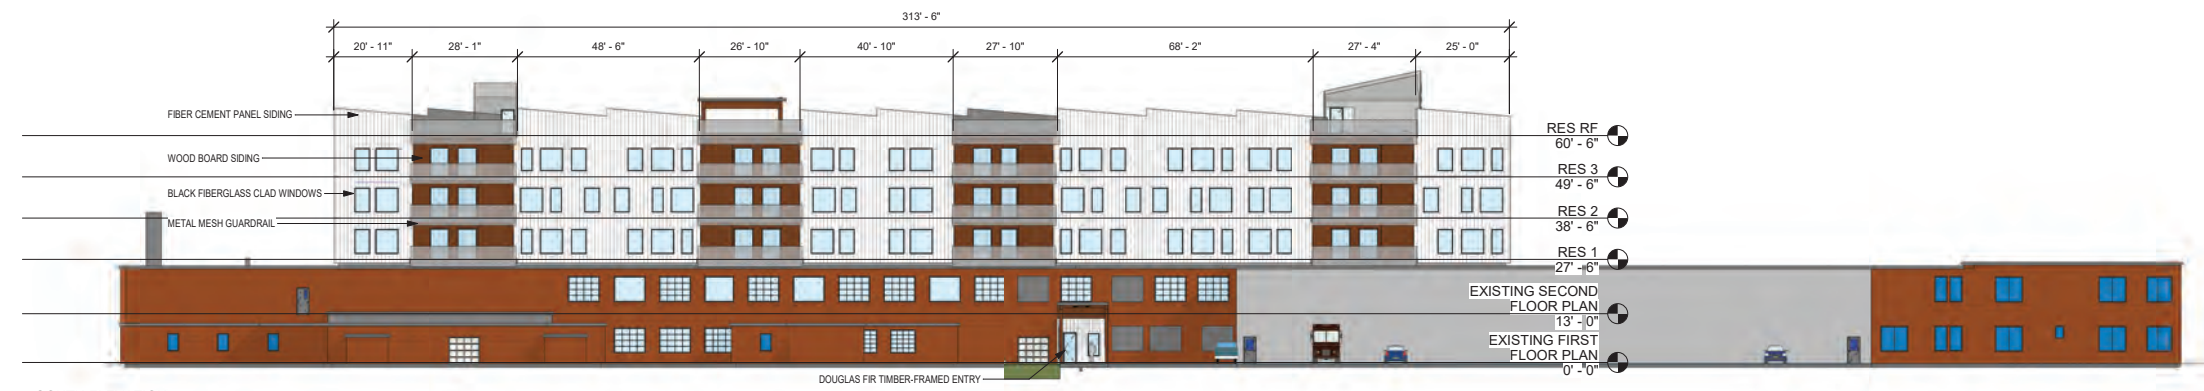 313' - 6"
20' - 11"
28' - 1"
48' - 6"
26' - 10"
40' - 10"
27' - 10"
68' - 2"
27' - 4"
25' - 0"
FIBER CEMENT PANEL SIDING
WOOD BOARD SIDING
BLACK FIBERGLASS CLAD WINDOWS
METAL MESH GUARDRAIL
RES RF
60' - 6"
RES 3
49' - 6"
RES 2
38' - 6"
RES 1
27' - 6"
EXISTING SECOND
FLOOR PLAN
13' - 0"
EXISTING FIRST
FLOOR PLAN
0' - 0"
DOUGLAS FIR TIMBER-FRAMED ENTRY